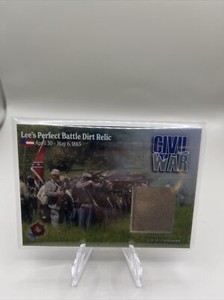 Lee's Perfect Battle Dirt Relic
April 30 - May 6 1863
CIVIL
WAR